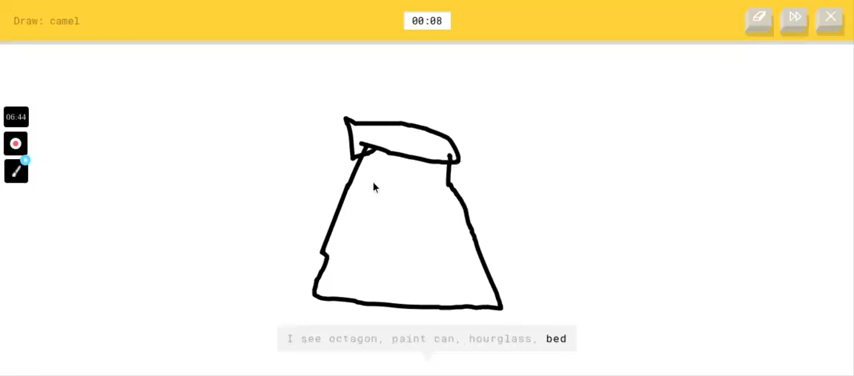 Draw: camel
00:08
06:44
I see octagon, paint can, hourglass, bed